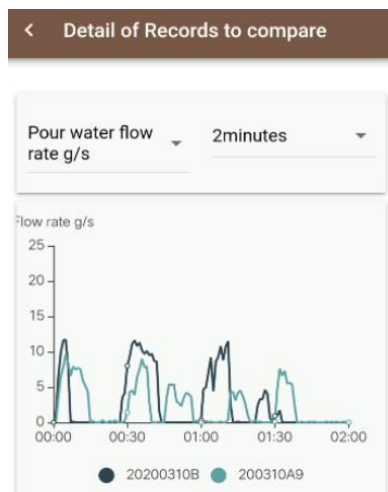 Detail of Records to compare
Pour water flow
rate g/s
2minutes
Flow rate g/s
25
20
15
10
5
0
00:00 00:30 01:00 01:30 02:00
20200310B 200310A9